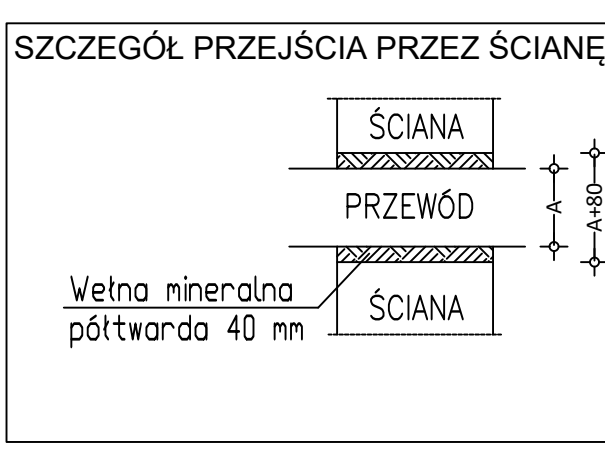 SZCZEGÓŁ PRZEJŚCIA PRZEZ ŚCIANĘ
ŚCIANA
PRZEWÓD
A
A+80
Wełna mineralna
półtwarda 40 mm
ŚCIANA